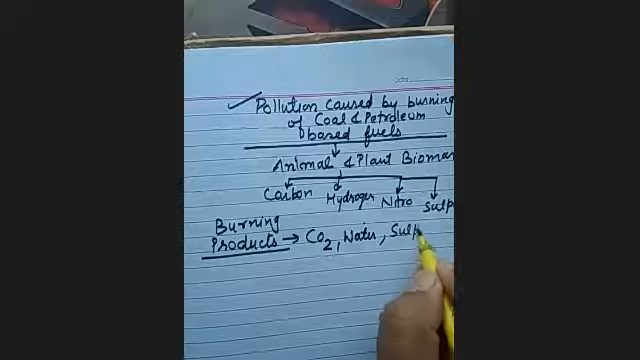 Date
Pollution caused by burning
of Coal & Petroleum
based fuels
Animal & Plant Biomas
Carbon Hydrogen Nitro Sulp
Burning
Products → CO2, Water, Sulp